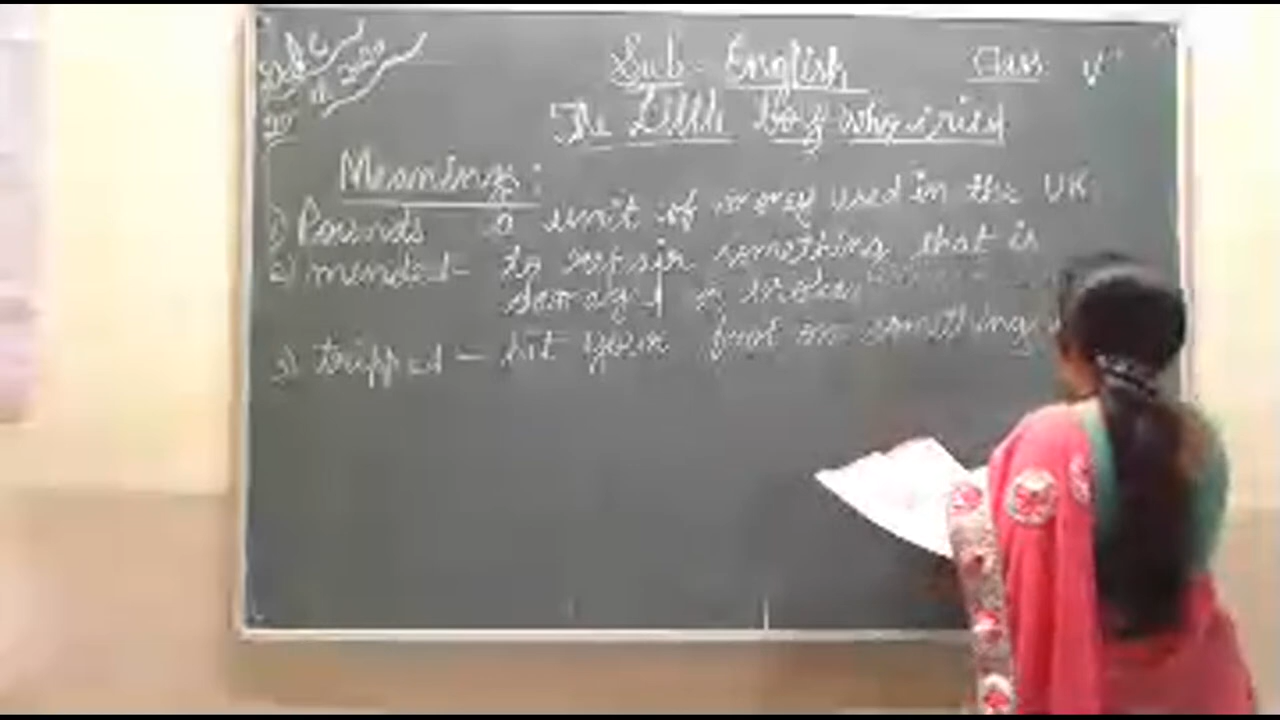 Sub - English Class V
The Little Boy who cried
Meaning:
1) Pounds a unit of money used in the UK
2) mended - to repair something that is
damaged or broken
3) tripped - hit your foot on something